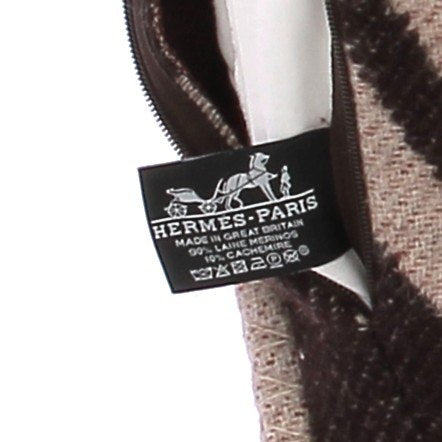 HERMES-PARIS
MADE IN GREAT BRITAIN
90% LAINE MERINOS
10% CACHEMIRE